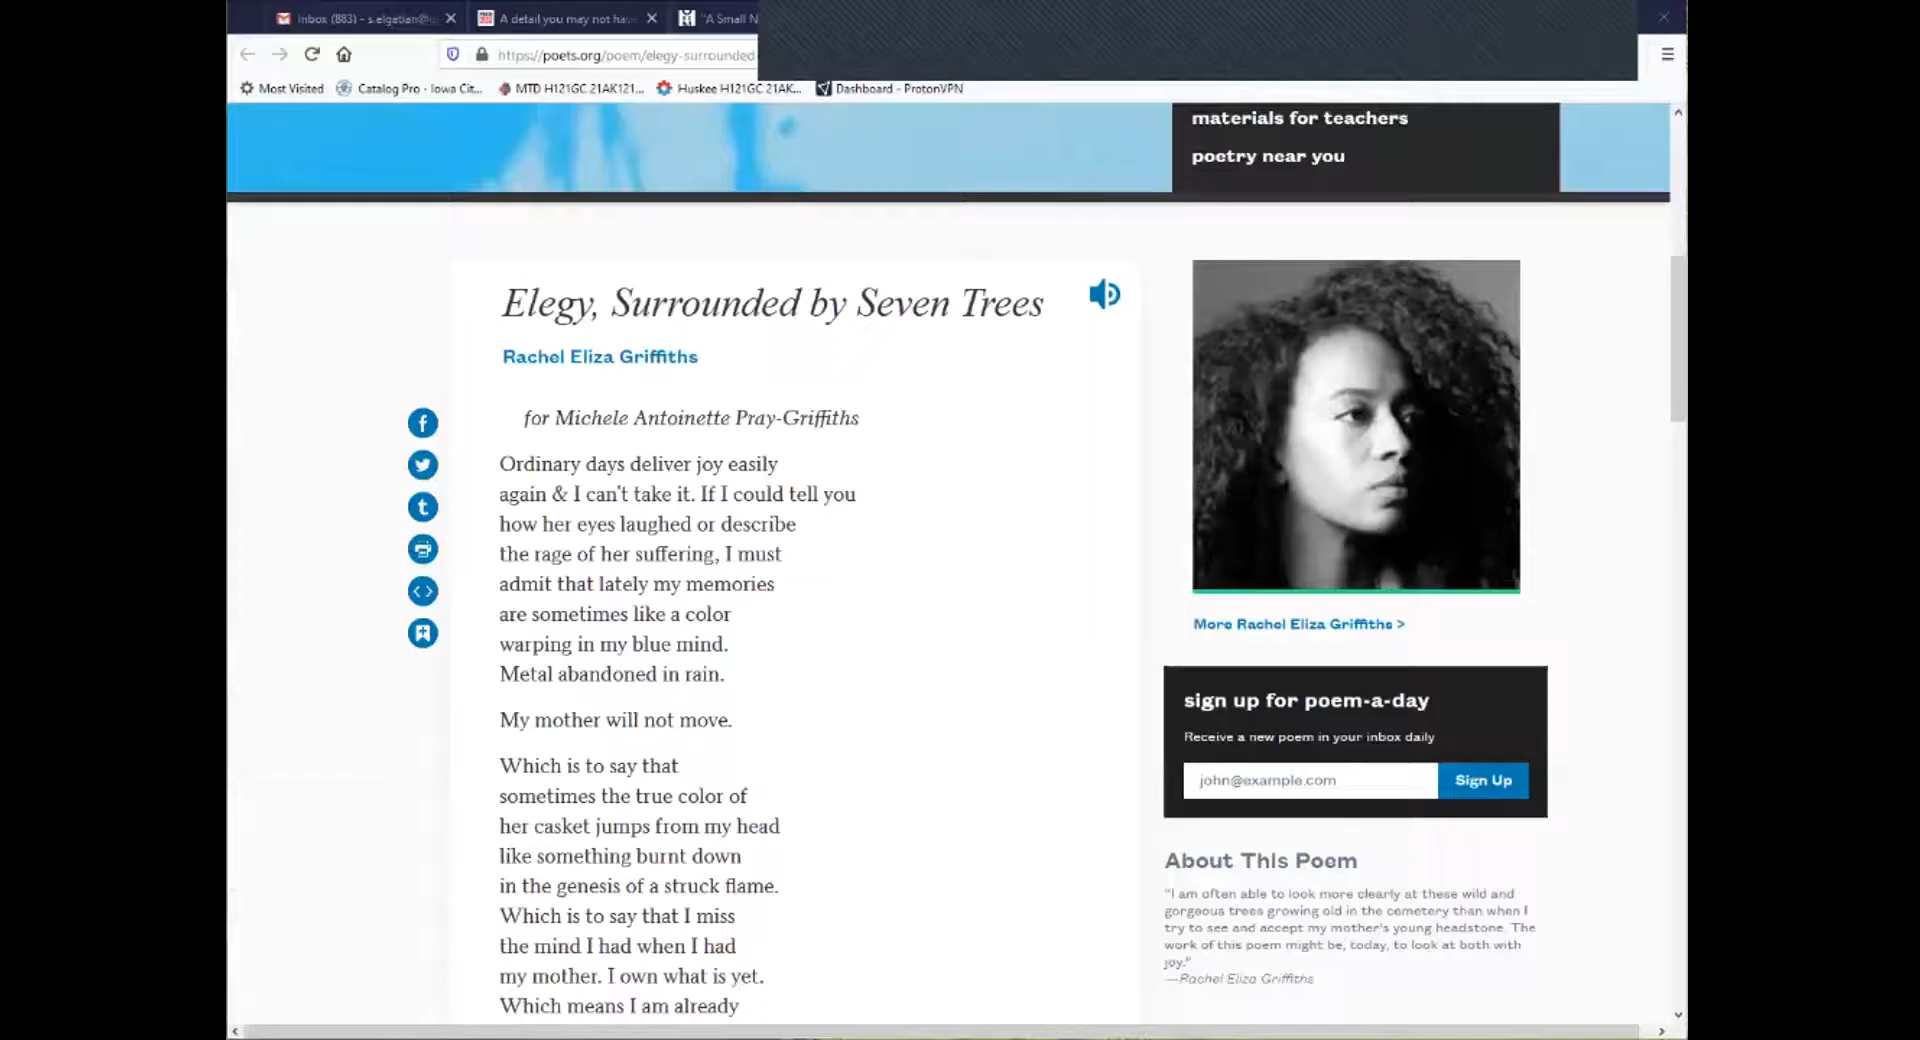 Inbox (883) - s.elgatian@
A detail you may not hav
"A Small N
https://poets.org/poem/elegy-surrounded
Most Visited
Catalog Pro - Iowa Cit...
MTD H121GC 21AK121...
Huskee H121GC 21AK...
Dashboard - ProtonVPN
materials for teachers
poetry near you
Elegy, Surrounded by Seven Trees
Rachel Eliza Griffiths
for Michele Antoinette Pray-Griffiths
Ordinary days deliver joy easily
again & I can't take it. If I could tell you
how her eyes laughed or describe
the rage of her suffering, I must
admit that lately my memories
are sometimes like a color
warping in my blue mind.
Metal abandoned in rain.
My mother will not move.
Which is to say that
sometimes the true color of
her casket jumps from my head
like something burnt down
in the genesis of a struck flame.
Which is to say that I miss
the mind I had when I had
my mother. I own what is yet.
Which means I am already
More Rachel Eliza Griffiths >
sign up for poem-a-day
Receive a new poem in your inbox daily
john@example.com
Sign Up
About This Poem
"I am often able to look more clearly at these wild and
gorgeous trees growing old in the cemetery than when I
try to see and accept my mother's young headstone. The
work of this poem might be, today, to look at both with
joy."
—Rachel Eliza Griffiths